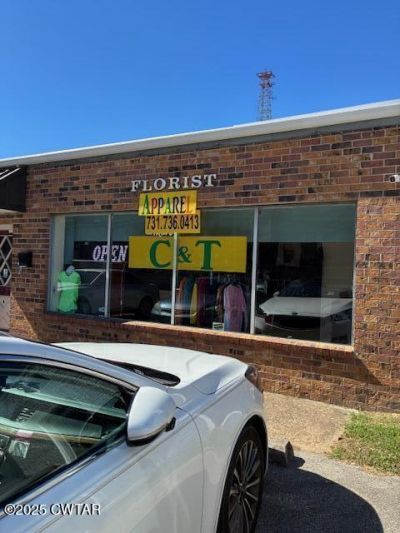 FLORIST
APPAREL
731.736.0413
OPEN
C&T
©2025 CWTAR